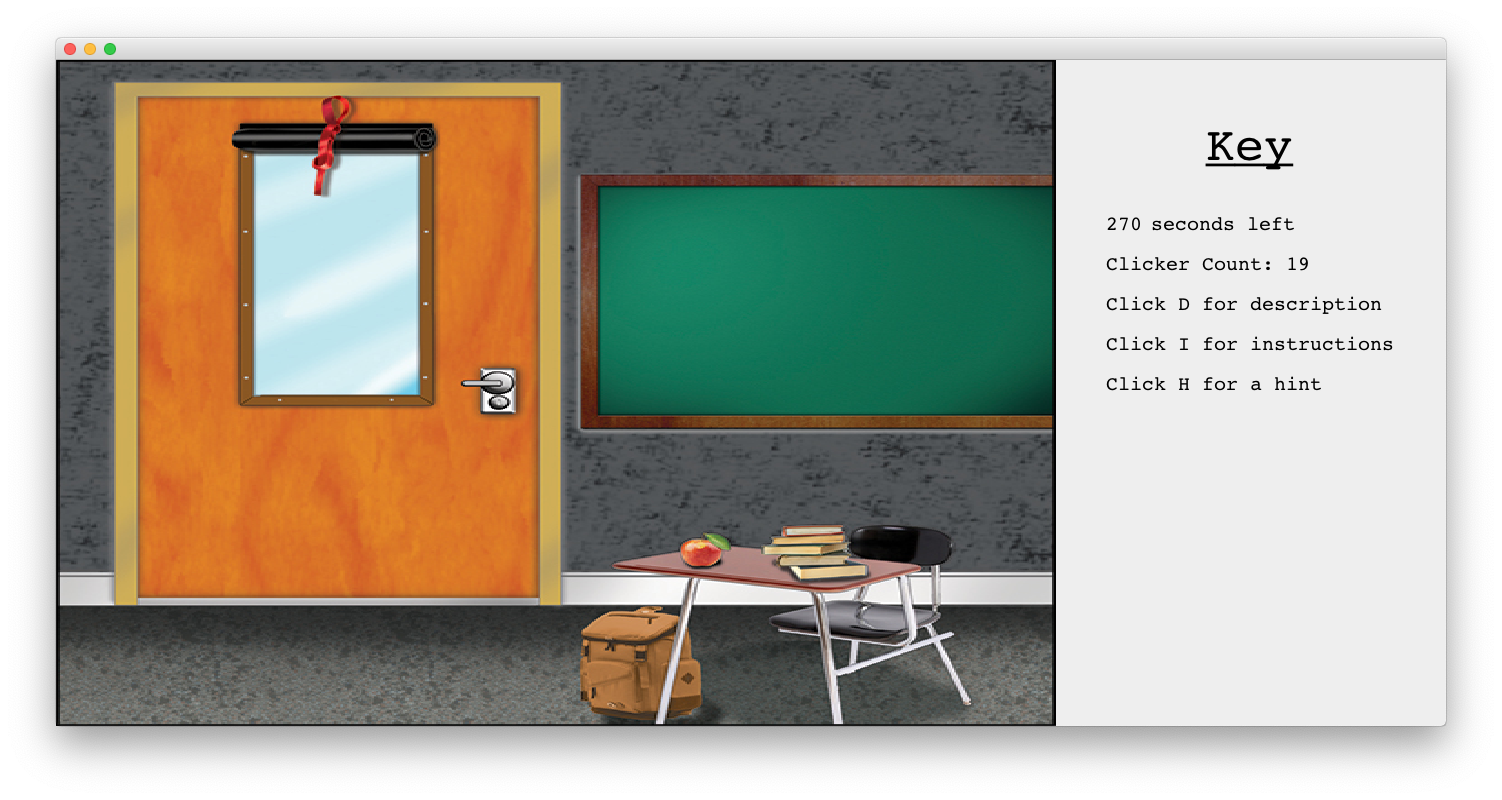 Key
270 seconds left
Clicker Count: 19
Click D for description
Click I for instructions
Click H for a hint